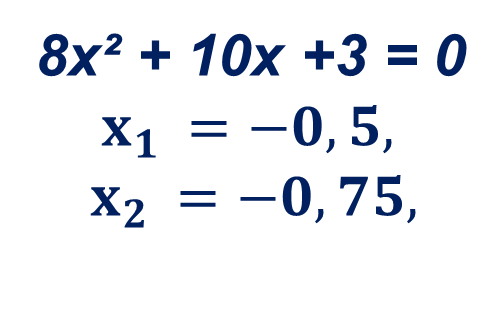 8x² + 10x +3 = 0
x₁ = −0, 5,
x₂ = −0, 75,